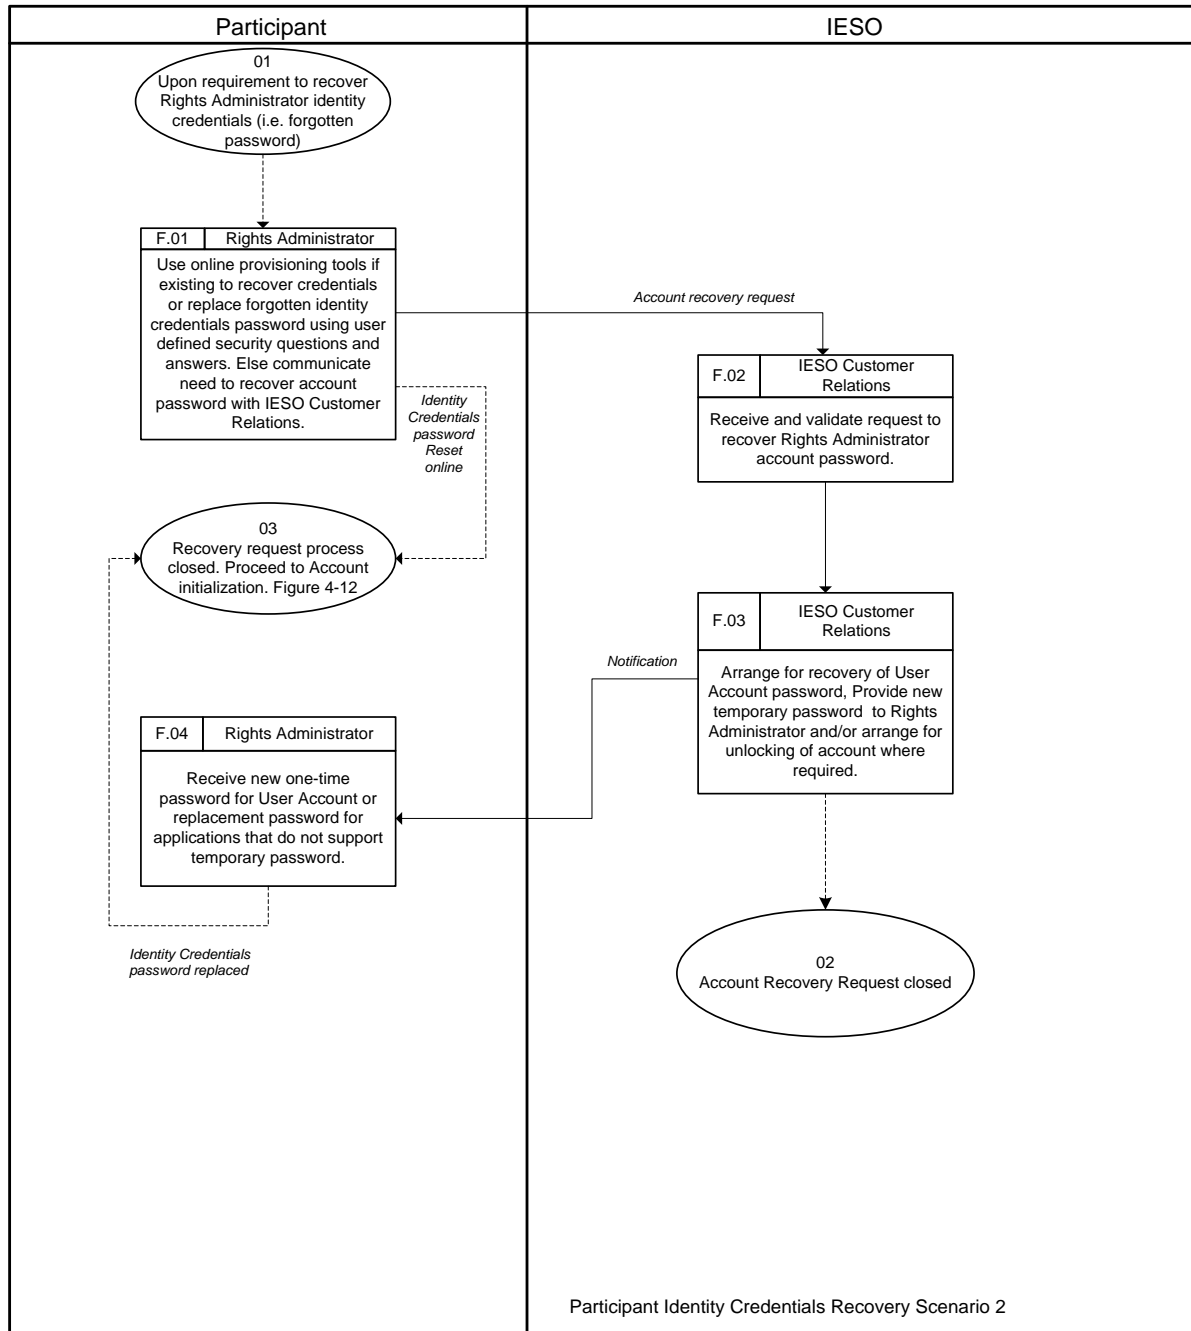 Participant
IESO
01
Upon requirement to recover
Rights Administrator identity
credentials (i.e. forgotten
password)
F.01
Rights Administrator
Use online provisioning tools if
existing to recover credentials
or replace forgotten identity
credentials password using user
defined security questions and
answers. Else communicate
need to recover account
password with IESO Customer
Relations.
Account recovery request
Identity
Credentials
password
Reset
online
F.02
IESO Customer
Relations
Receive and validate request to
recover Rights Administrator
account password.
03
Recovery request process
closed. Proceed to Account
initialization. Figure 4-12
F.03
IESO Customer
Relations
Arrange for recovery of User
Account password, Provide new
temporary password  to Rights
Administrator and/or arrange for
unlocking of account where
required.
Notification
F.04
Rights Administrator
Receive new one-time
password for User Account or
replacement password for
applications that do not support
temporary password.
Identity Credentials
password replaced
02
Account Recovery Request closed
Participant Identity Credentials Recovery Scenario 2